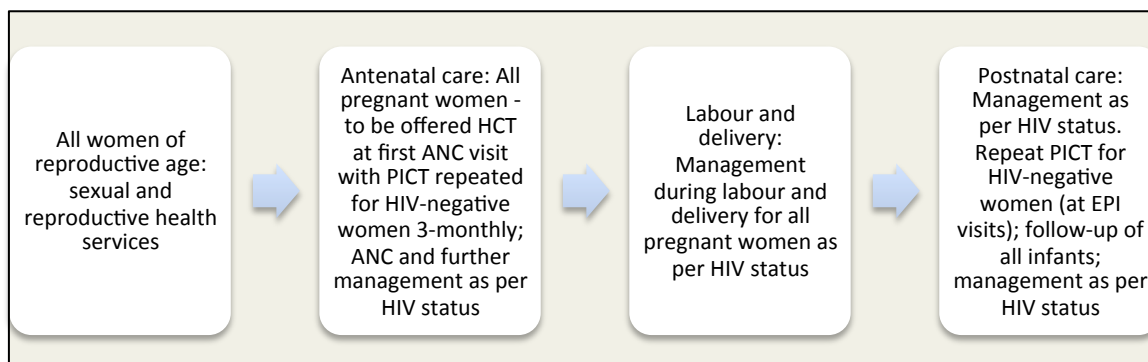 All women of
reproductive age:
sexual and
reproductive health
services
Antenatal care: All
pregnant women -
to be offered HCT
at first ANC visit
with PICT repeated
for HIV-negative
women 3-monthly;
ANC and further
management as per
HIV status
Labour and
delivery:
Management
during labour and
delivery for all
pregnant women as
per HIV status
Postnatal care:
Management as
per HIV status.
Repeat PICT for
HIV-negative
women (at EPI
visits); follow-up of
all infants;
management as per
HIV status